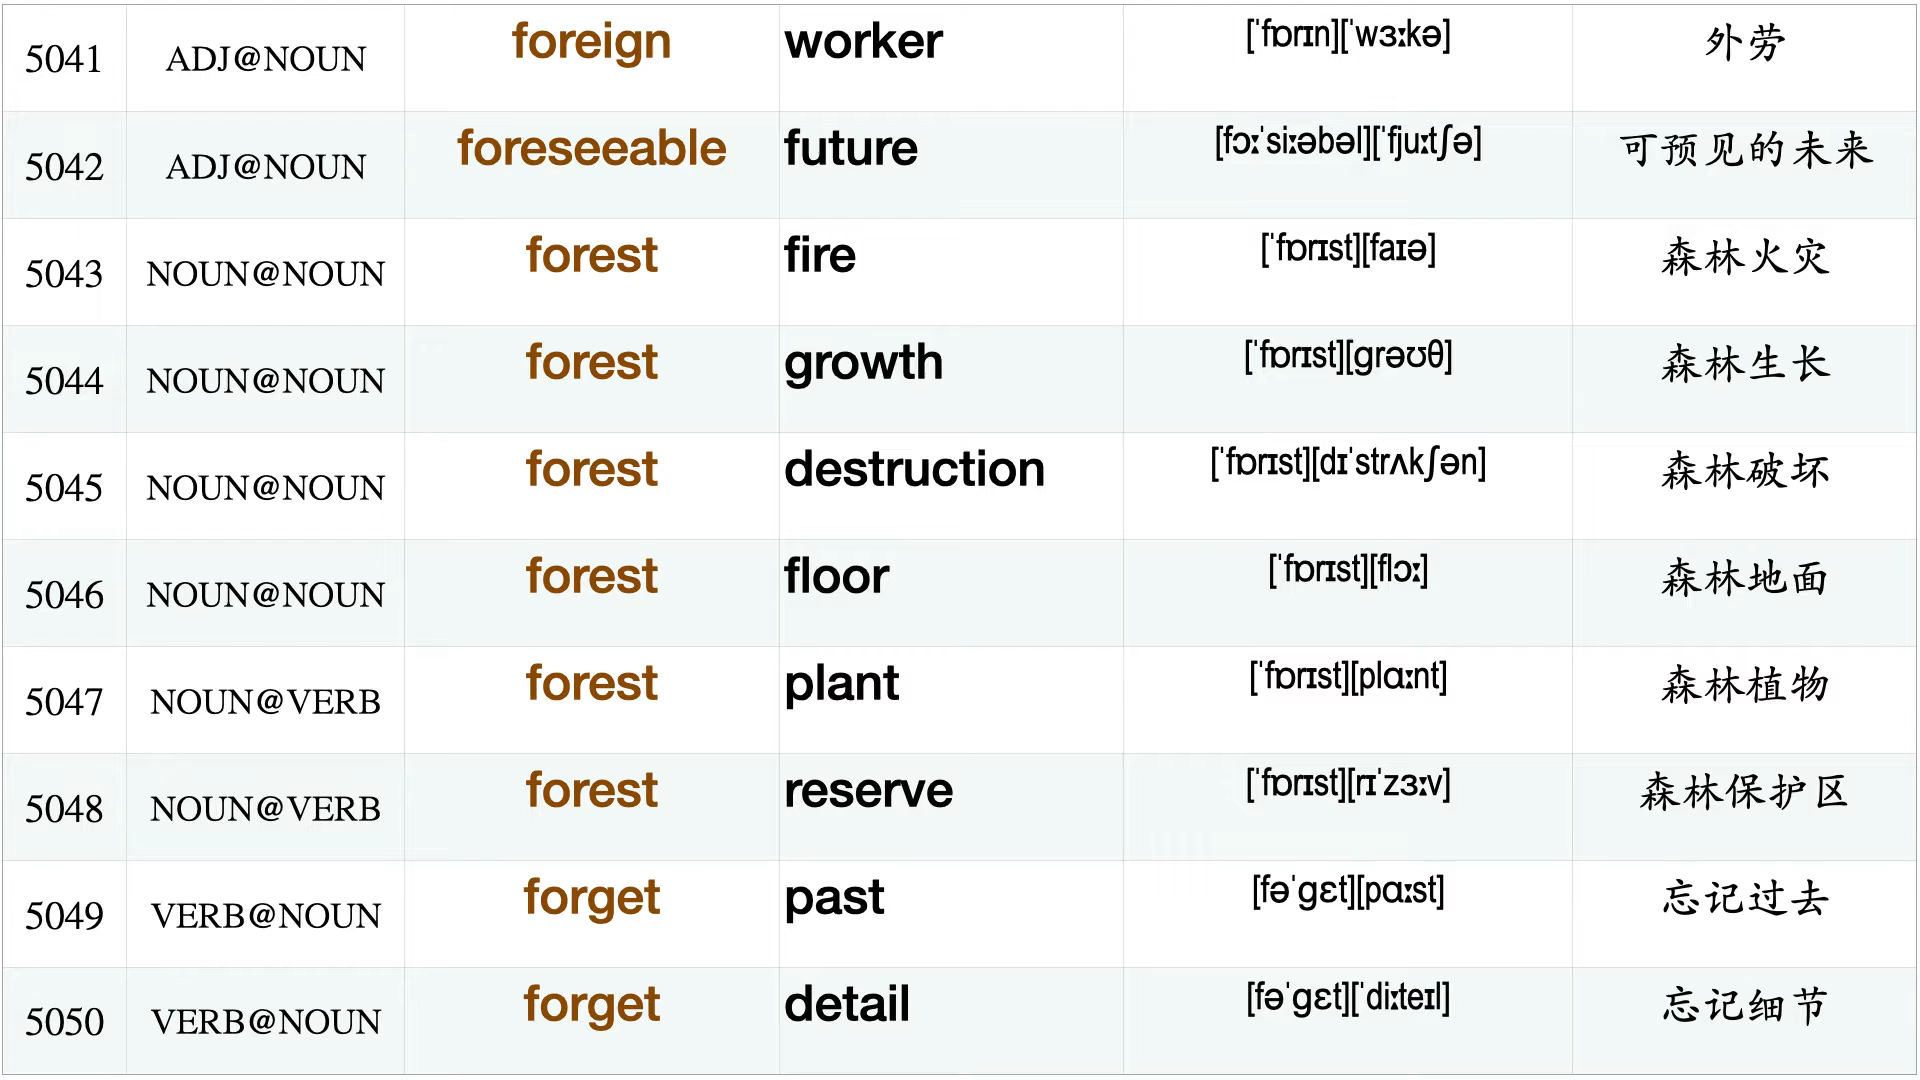 5041 ADJ@NOUN foreign worker [ˈfɒrɪn][ˈwɜːkə] 外劳
5042 ADJ@NOUN foreseeable future [fɔːˈsiːəbəl][ˈfjuːtʃə] 可预见的未来
5043 NOUN@NOUN forest fire [ˈfɒrɪst][faɪə] 森林火灾
5044 NOUN@NOUN forest growth [ˈfɒrɪst][grəʊθ] 森林生长
5045 NOUN@NOUN forest destruction [ˈfɒrɪst][dɪˈstrʌkʃən] 森林破坏
5046 NOUN@NOUN forest floor [ˈfɒrɪst][flɔː] 森林地面
5047 NOUN@VERB forest plant [ˈfɒrɪst][plɑːnt] 森林植物
5048 NOUN@VERB forest reserve [ˈfɒrɪst][rɪˈzɜːv] 森林保护区
5049 VERB@NOUN forget past [fəˈgɛt][pɑːst] 忘记过去
5050 VERB@NOUN forget detail [fəˈgɛt][ˈdiːteɪl] 忘记细节